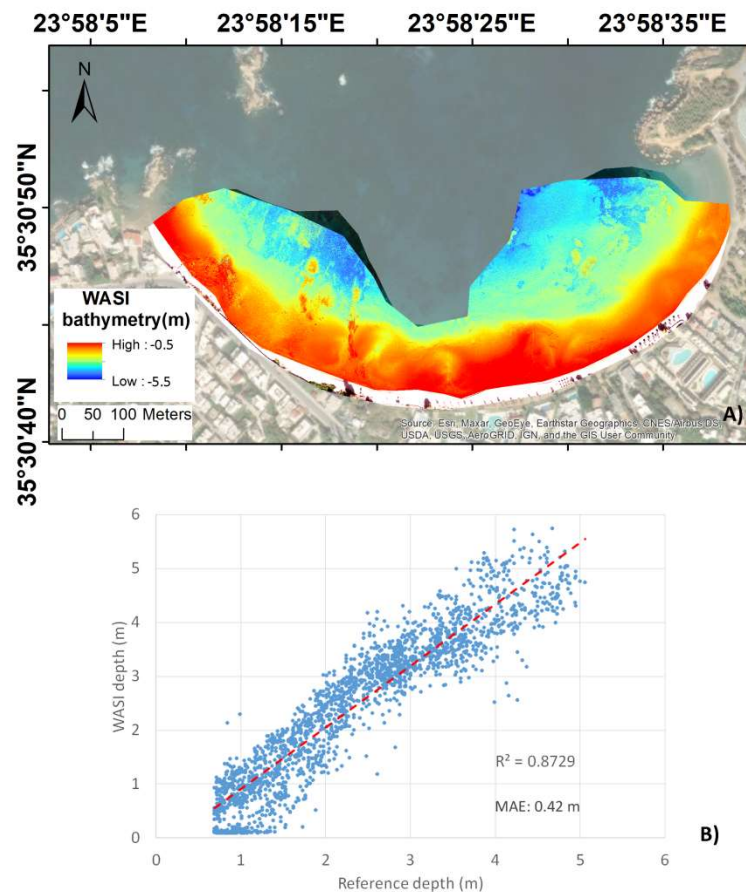 23°58'5"E 23°58'15"E 23°58'25"E 23°58'35"E
N
35°30'50"N
WASI
bathymetry(m)
High : -0.5
Low : -5.5
0 50 100 Meters
35°30'40"N
Source: Esri, Maxar, GeoEye, Earthstar Geographics, CNES/Airbus DS,
USDA, USGS, AeroGRID, IGN, and the GIS User Community
A)
6
5
4
3
2
1
0
WASI depth (m)
R² = 0.8729
MAE: 0.42 m
0 1 2 3 4 5 6
Reference depth (m)
B)